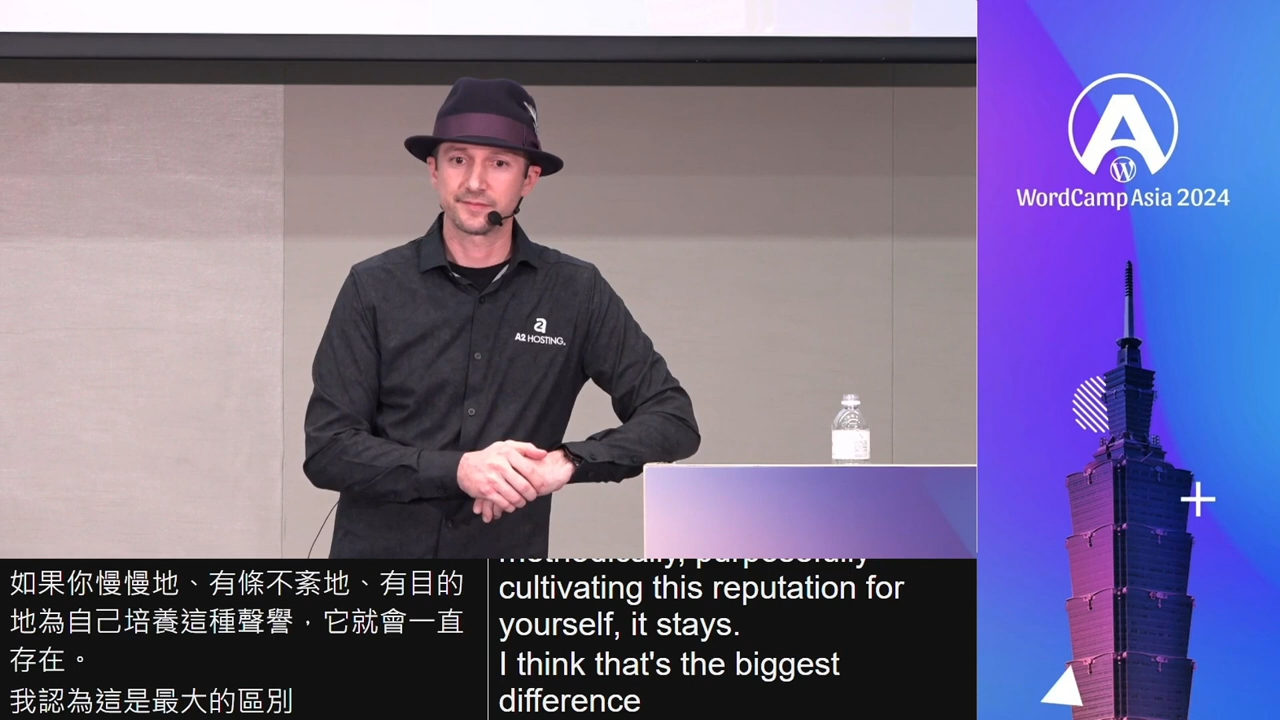 A2 HOSTING.
WordCamp Asia 2024
如果你慢慢地、有條不紊地、有目的
地為自己培養這種聲譽，它就會一直
存在。
我認為這是最大的區別
methodically, purposefully
cultivating this reputation for
yourself, it stays.
I think that's the biggest
difference